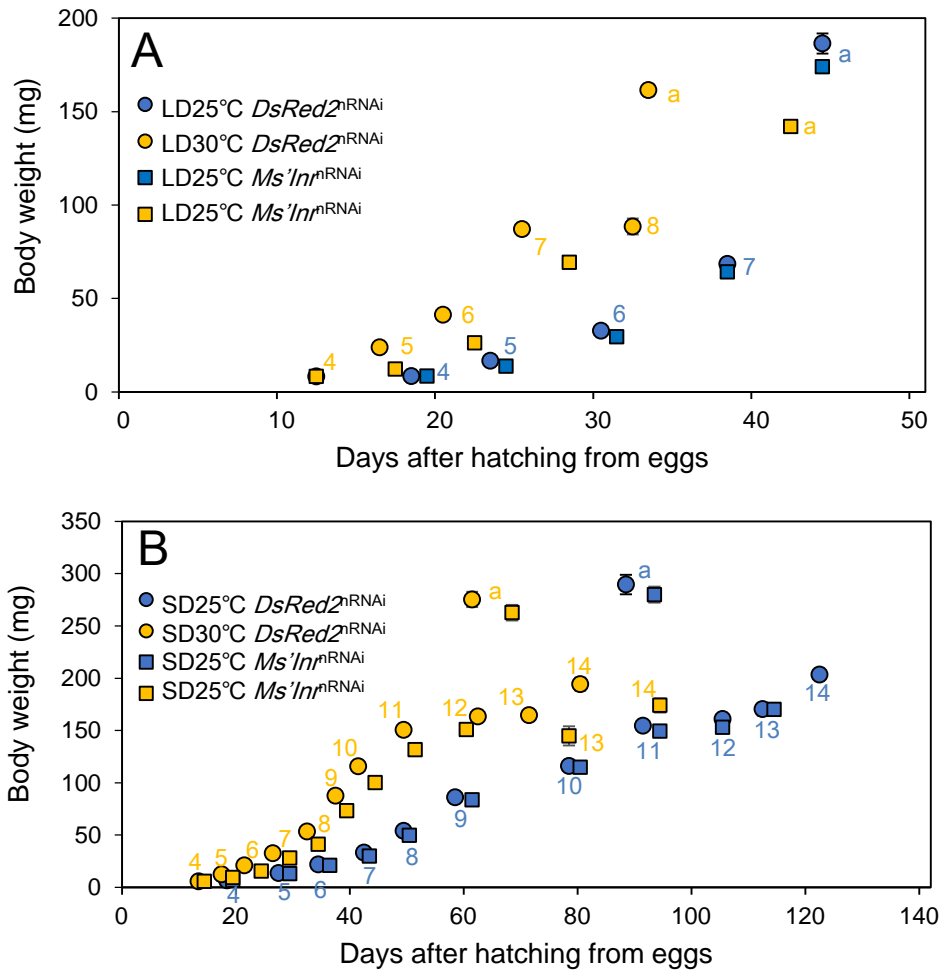 A
Body weight (mg)
200
150
100
50
0
LD25°C DsRed2nRNAi
LD30°C DsRed2nRNAi
LD25°C Ms'InrnRNAi
LD25°C Ms'InrnRNAi
a
a
a
8
7
7
6
6
5
5
4
4
0 10 20 30 40 50
Days after hatching from eggs
B
Body weight (mg)
350
300
250
200
150
100
50
0
SD25°C DsRed2nRNAi
SD30°C DsRed2nRNAi
SD25°C Ms'InrnRNAi
SD25°C Ms'InrnRNAi
a
a
4
5
6
7
8
9
10
11
12
13
14
13
14
4
5
6
7
8
9
10
11
12
13
14
0 20 40 60 80 100 120 140
Days after hatching from eggs